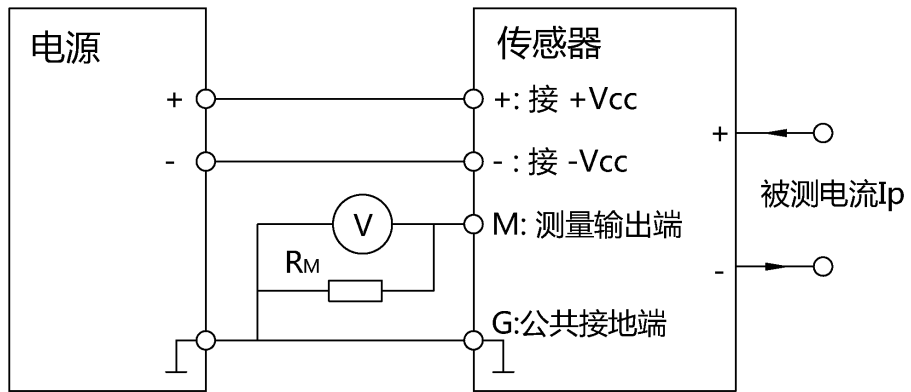 电源
传感器
+
+: 接 +Vcc
-
- : 接 -Vcc
+
被测电流Ip
-
V
M: 测量输出端
RM
G:公共接地端